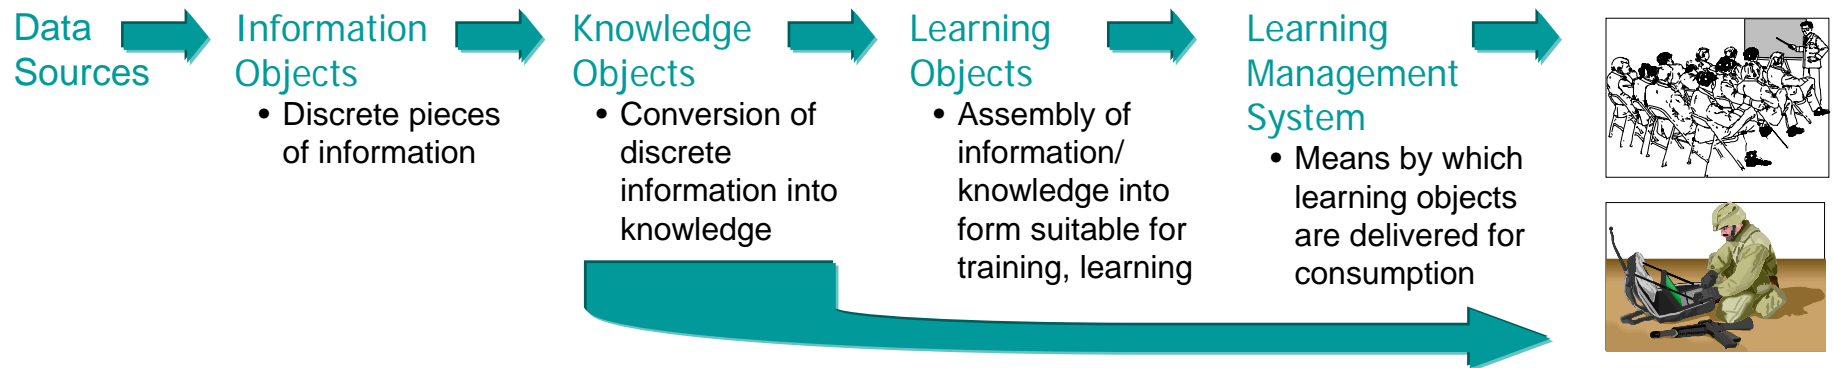 Data
Sources
Information
Objects
• Discrete pieces
of information
Knowledge
Objects
• Conversion of
discrete
information into
knowledge
Learning
Objects
• Assembly of
information/
knowledge into
form suitable for
training, learning
Learning
Management
System
• Means by which
learning objects
are delivered for
consumption